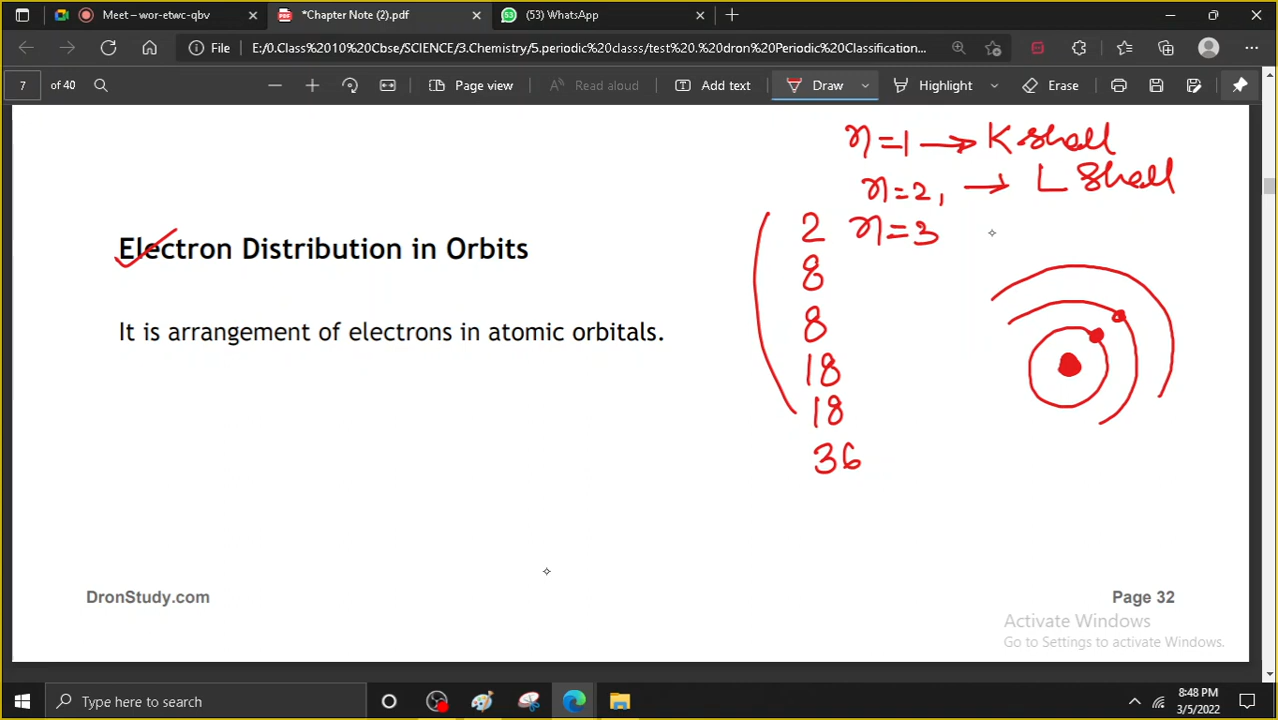 Meet – wor-etwc-qbv
*Chapter Note (2).pdf
(53) WhatsApp
File
E:/0.Class%2010%20Cbse/SCIENCE/3.Chemistry/5.periodic%20classs/test%20.%20dron%20Periodic%20Classification...
7 of 40
Page view
Read aloud
Add text
Draw
Highlight
Erase
n=1 → K shell
n=2, → L Shell
2 n=3
8
8
18
18
36
Electron Distribution in Orbits
It is arrangement of electrons in atomic orbitals.
DronStudy.com
Page 32
Activate Windows
Go to Settings to activate Windows.
Type here to search
8:48 PM
3/5/2022